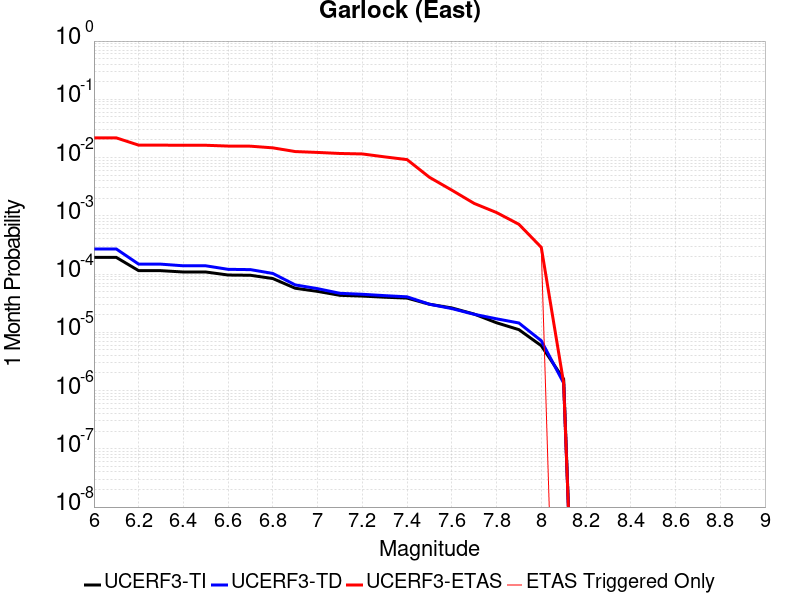 Garlock (East)
10^0
10^-1
10^-2
10^-3
10^-4
10^-5
10^-6
10^-7
10^-8
1 Month Probability
6 6.2 6.4 6.6 6.8 7 7.2 7.4 7.6 7.8 8 8.2 8.4 8.6 8.8 9
Magnitude
UCERF3-TI UCERF3-TD UCERF3-ETAS ETAS Triggered Only